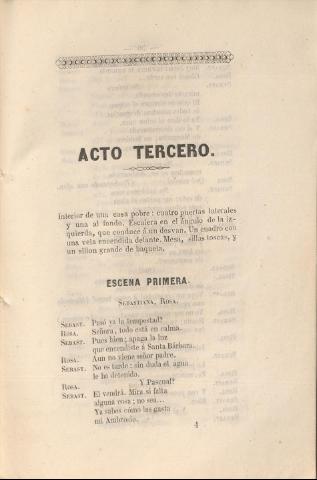 ACTO TERCERO.
Interior de una casa pobre: cuatro puertas laterales
y una al fondo. Escalera en el ángulo de la iz-
quierda, que conduce á un desvan. Un cuadro con
una vela encendida delante. Mesa, sillas toscas, y
un sillon grande de baqueta.
ESCENA PRIMERA.
SEBASTIANA, ROSA.
SEBAST. Pasó ya la tempestad?
ROSA. Señora, todo está en calma.
SEBAST. Pues bien; apaga la luz
que encendiste á Santa Bárbara.
ROSA. Aun no viene señor padre.
SEBAST. No es tarde: sin duda el agua
le ha detenido.
ROSA. Y Pascual?
SEBAST. El vendrá. Mira si falta
alguna cosa; no sea...
Ya sabes cómo las gasta
mi Ambrosio.
4